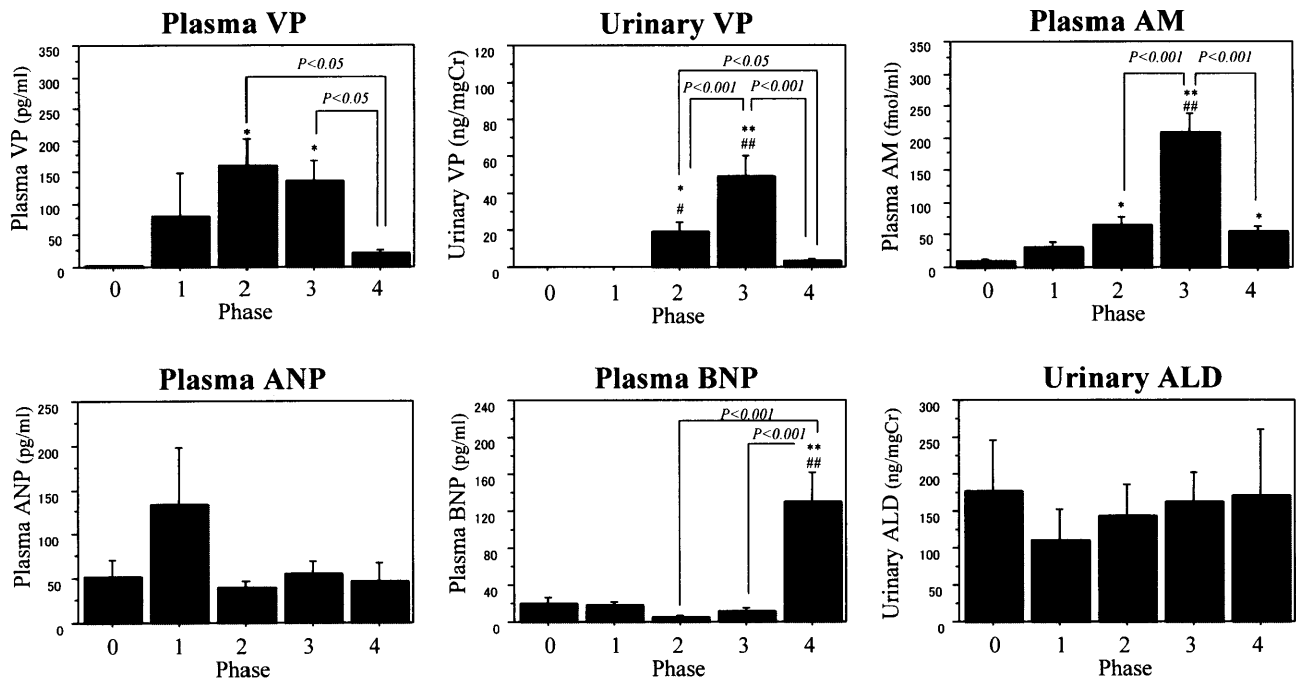 Plasma VP
Plasma VP (pg/ml)
350
300
250
200
150
100
50
0
P<0.05
P<0.05
*
*
0 1 2 3 4
Phase
Urinary VP
Urinary VP (ng/mgCr)
120
100
80
60
40
20
0
P<0.05
P<0.001
P<0.001
**
##
*
#
0 1 2 3 4
Phase
Plasma AM
Plasma AM (fmol/ml)
350
300
250
200
150
100
50
0
P<0.001
P<0.001
**
##
*
*
0 1 2 3 4
Phase
Plasma ANP
Plasma ANP (pg/ml)
250
200
150
100
50
0
0 1 2 3 4
Phase
Plasma BNP
Plasma BNP (pg/ml)
240
200
160
120
80
40
0
P<0.001
P<0.001
**
##
0 1 2 3 4
Phase
Urinary ALD
Urinary ALD (ng/mgCr)
300
250
200
150
100
50
0
0 1 2 3 4
Phase